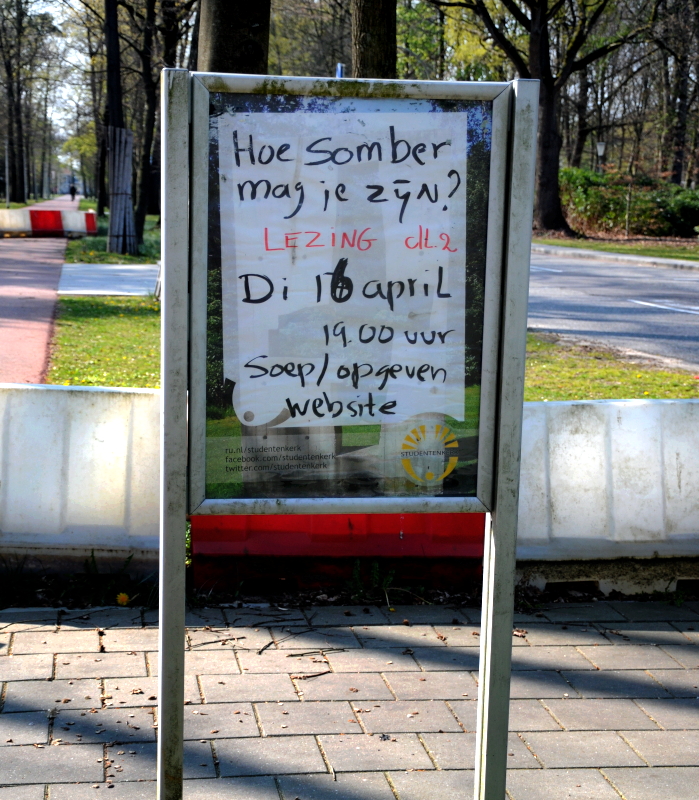 Hoe Somber
mag je zijn?
LEZING dl.2
Di 16 april
19.00 uur
Soep/opgeven
website
ru.nl/studentenkerk
facebook.com/studentenkerk
twitter.com/studentenkerk
STUDENTENK